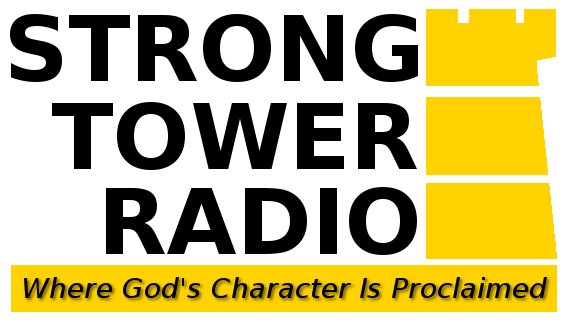 STRONG
TOWER
RADIO
Where God's Character Is Proclaimed